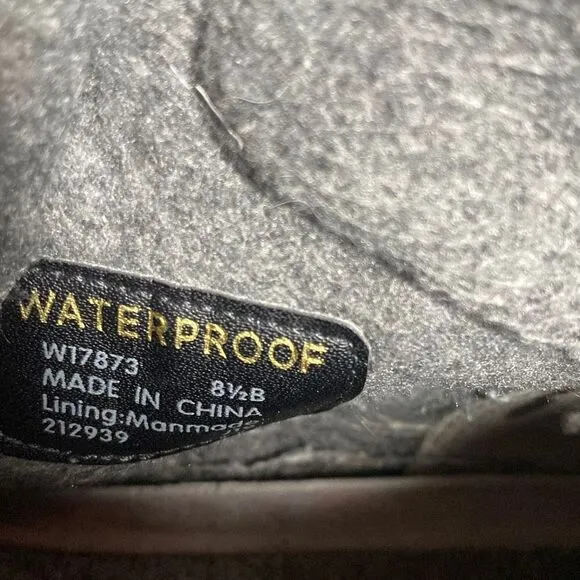 WATERPROOF
W17873 8½B
MADE IN CHINA
Lining:Manmade
212939